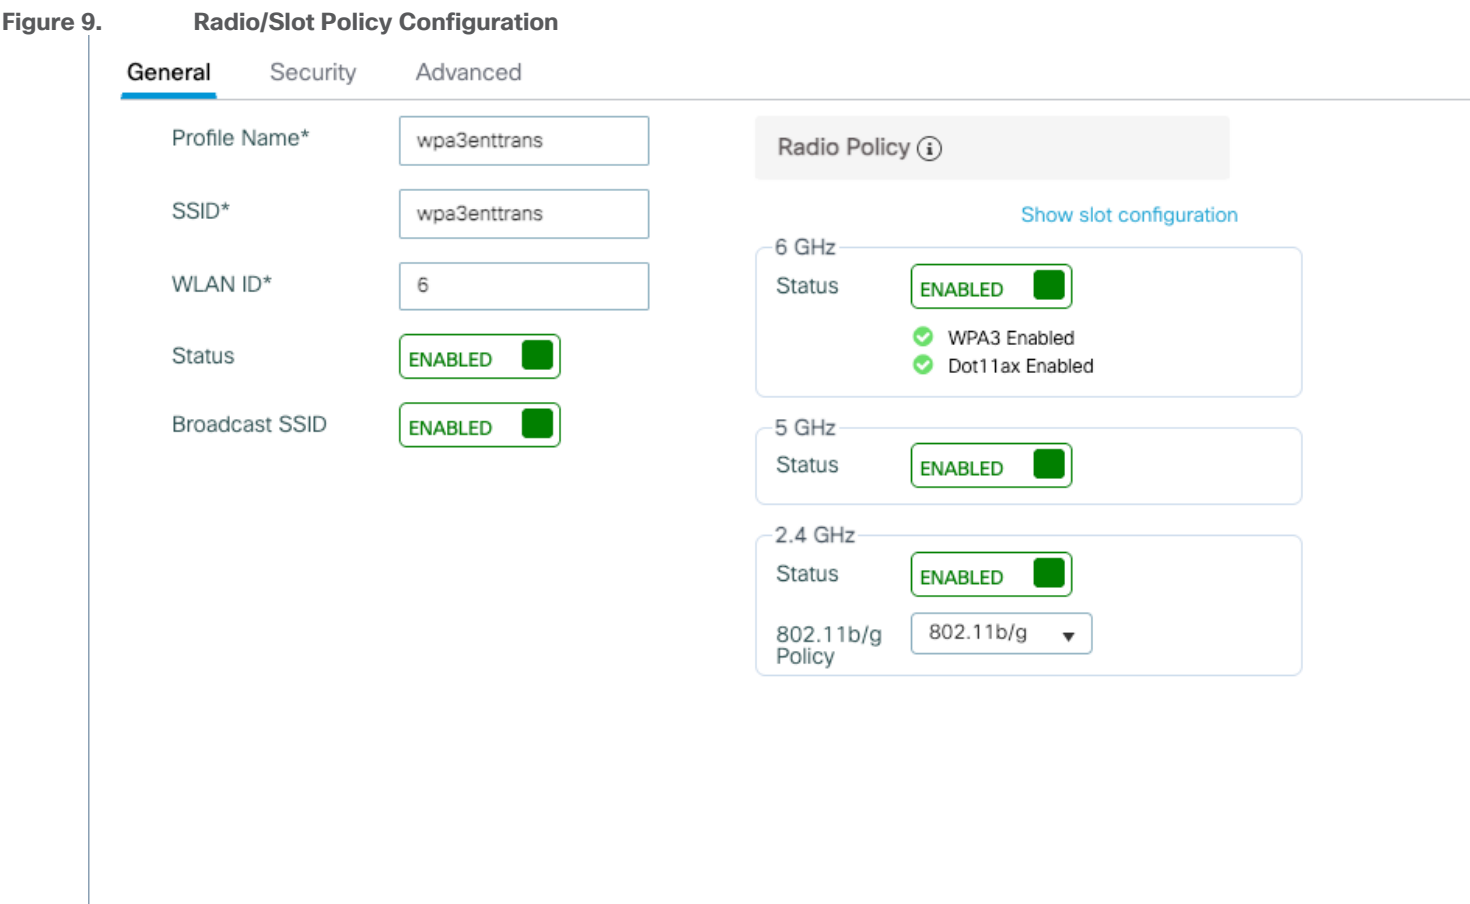 Figure 9. Radio/Slot Policy Configuration
General Security Advanced
Profile Name* wpa3enttrans
SSID* wpa3enttrans
WLAN ID* 6
Status ENABLED
Broadcast SSID ENABLED
Radio Policy
Show slot configuration
6 GHz
Status ENABLED
WPA3 Enabled
Dot11ax Enabled
5 GHz
Status ENABLED
2.4 GHz
Status ENABLED
802.11b/g 802.11b/g
Policy